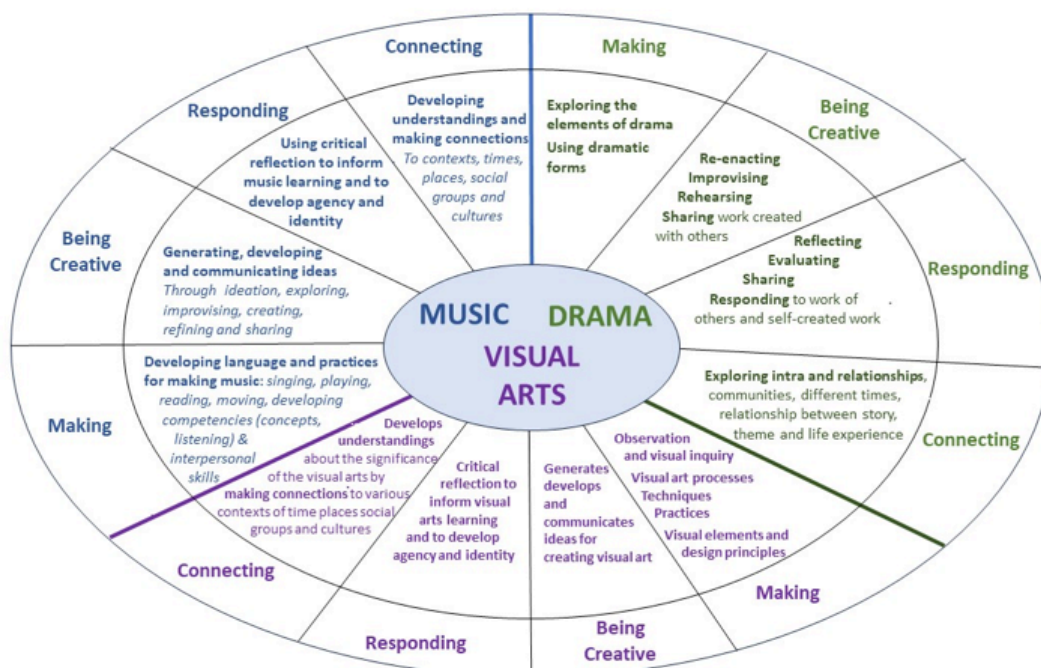 Connecting
Making
Responding
Being
Creative
Developing
understandings and
making connections
To contexts, times,
places, social
groups and
cultures
Exploring the
elements of drama
Using dramatic
forms
Using critical
reflection to inform
music learning and to
develop agency and
identity
Re-enacting
Improvising
Rehearsing
Sharing work created
with others
Being
Creative
Generating, developing
and communicating ideas
Through ideation, exploring,
improvising, creating,
refining and sharing
Reflecting
Evaluating
Sharing
Responding to work of
others and self-created work
Responding
MUSIC
DRAMA
VISUAL
ARTS
Making
Developing language and practices
for making music: singing, playing,
reading, moving, developing
competencies (concepts,
listening) &
interpersonal
skills
Exploring intra and relationships,
communities, different times,
relationship between story,
theme and life experience
Connecting
Develops
understandings
about the significance
of the visual arts by
making connections to various
contexts of time places social
groups and cultures
Critical
reflection to
inform visual
arts learning
and to develop
agency and identity
Generates
develops and
communicates
ideas for
creating visual art
Observation
and visual inquiry
Visual art processes
Techniques
Practices
Visual elements and
design principles
Connecting
Responding
Being
Creative
Making